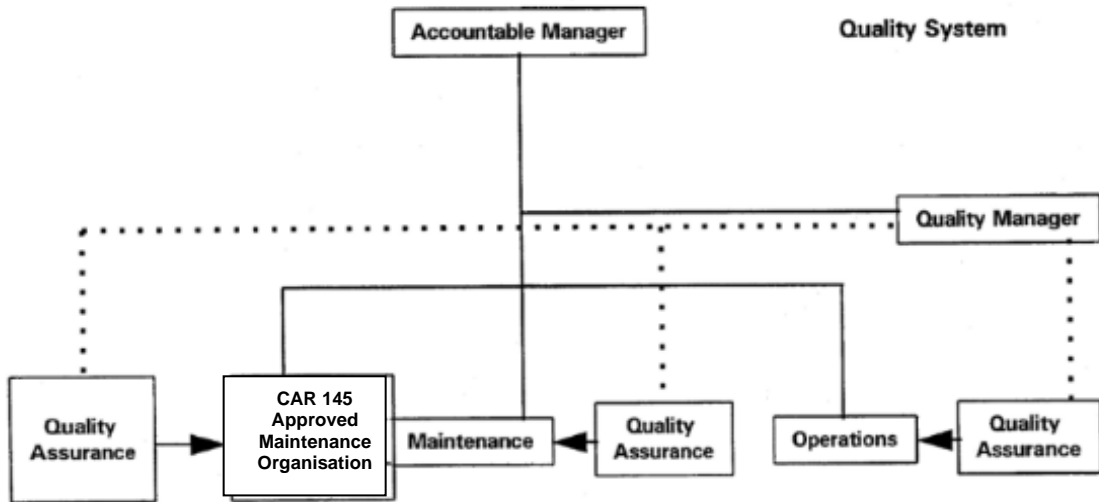 Accountable Manager
Quality System
Quality Manager
Quality
Assurance
CAR 145
Approved
Maintenance
Organisation
Maintenance
Quality
Assurance
Operations
Quality
Assurance